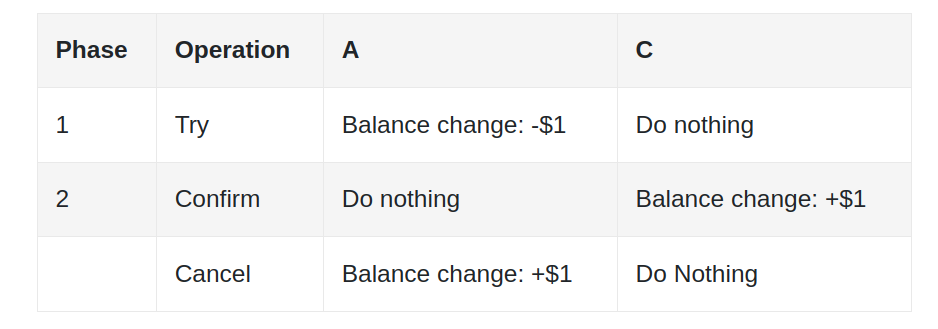 Phase Operation A C
1 Try Balance change: -$1 Do nothing
2 Confirm Do nothing Balance change: +$1
Cancel Balance change: +$1 Do Nothing